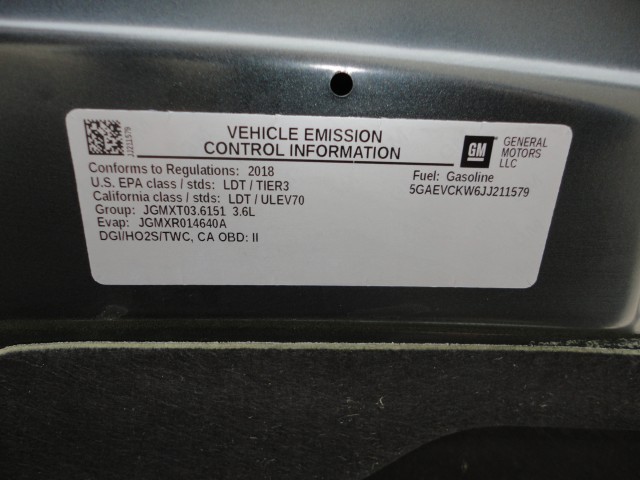 JJ211579
VEHICLE EMISSION
CONTROL INFORMATION
GM
GENERAL
MOTORS
LLC
Conforms to Regulations: 2018
Fuel: Gasoline
U.S. EPA class / stds: LDT / TIER3
5GAEVCKW6JJ211579
California class / stds: LDT / ULEV70
Group: JGMXT03.6151 3.6L
Evap: JGMXR014640A
DGI/HO2S/TWC, CA OBD: II